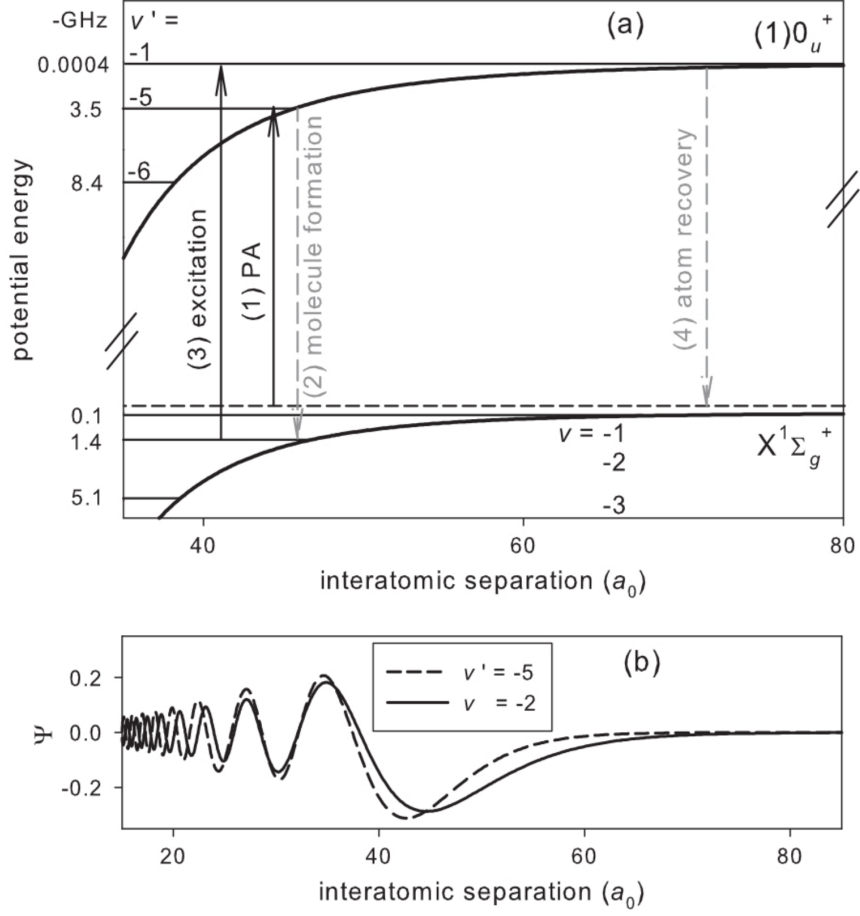 -GHz
v ' =
(a)
(1)0u+
-1
0.0004
-5
3.5
-6
8.4
potential energy
(3) excitation
(1) PA
(2) molecule formation
(4) atom recovery
0.1
1.4
v = -1
X1Σg+
-2
5.1
-3
40
60
80
interatomic separation (a0)
v ' = -5
(b)
v = -2
0.2
0.0
-0.2
Ψ
20
40
60
80
interatomic separation (a0)